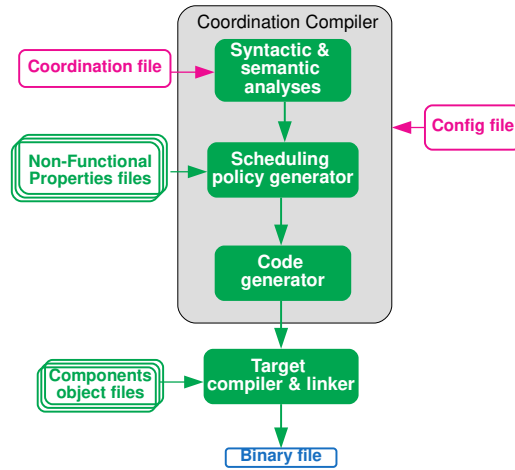 Coordination Compiler
Syntactic &
semantic
analyses
Coordination file
Config file
Non-Functional
Properties files
Scheduling
policy generator
Code
generator
Components
object files
Target
compiler & linker
Binary file